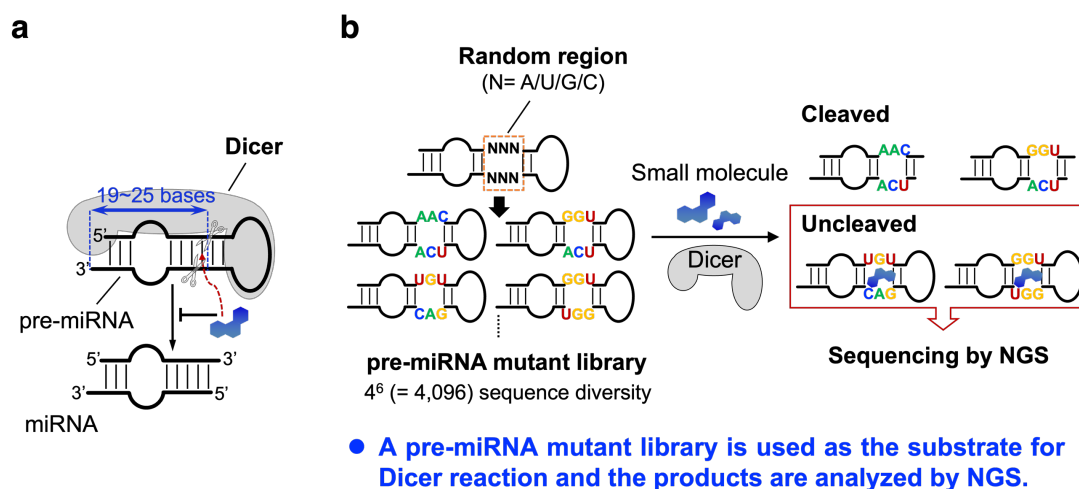 a
Dicer
19~25 bases
5’
3’
pre-miRNA
5’
3’
3’
5’
miRNA
b
Random region
(N= A/U/G/C)
NNN
NNN
AAC
ACU
GGU
ACU
UGU
CAG
GGU
UGG
pre-miRNA mutant library
4⁶ (= 4,096) sequence diversity
Small molecule
Dicer
Cleaved
AAC
ACU
GGU
ACU
Uncleaved
UGU
CAG
GGU
UGG
Sequencing by NGS
● A pre-miRNA mutant library is used as the substrate for
Dicer reaction and the products are analyzed by NGS.